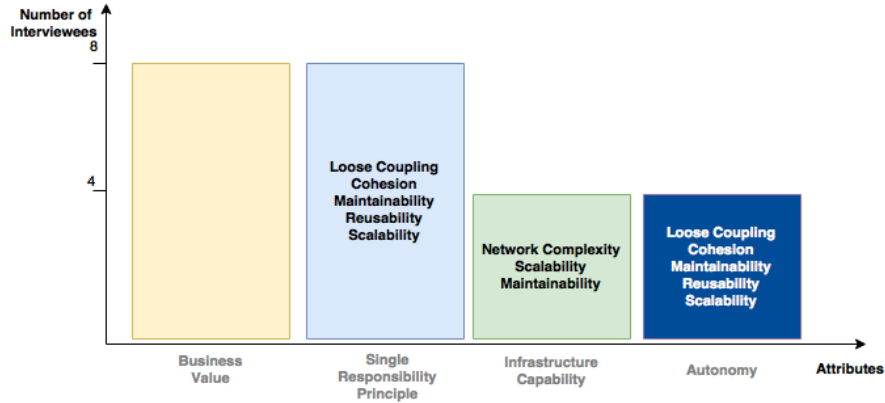 Number of
Interviewees
8
4
Loose Coupling
Cohesion
Maintainability
Reusability
Scalability
Network Complexity
Scalability
Maintainability
Loose Coupling
Cohesion
Maintainability
Reusability
Scalability
Business
Value
Single
Responsibility
Principle
Infrastructure
Capability
Autonomy
Attributes